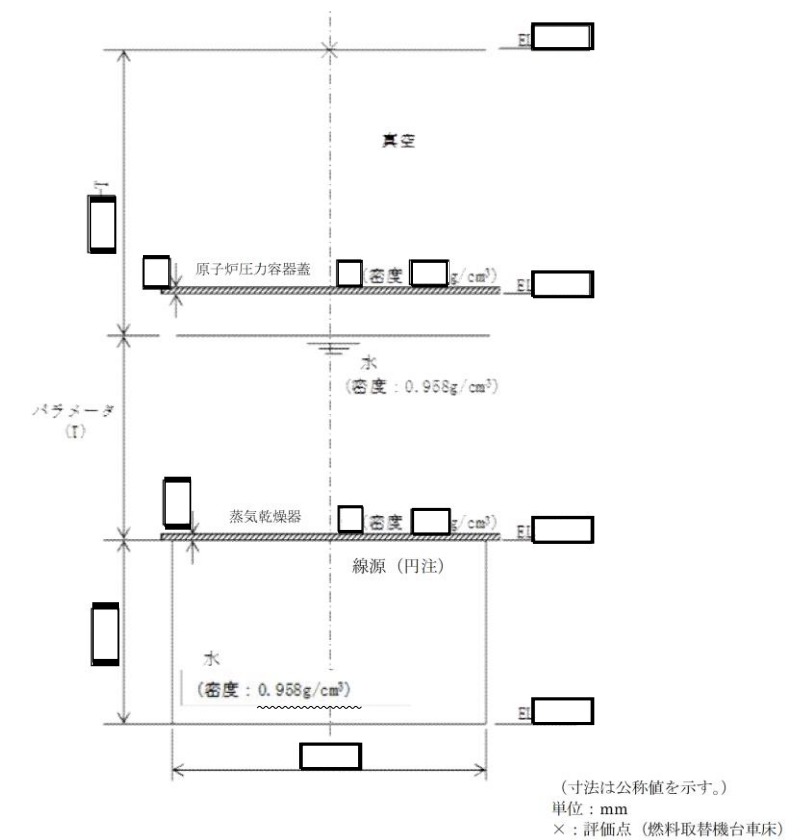 EL
真空
-T
原子炉圧力容器蓋
(密度
g/cm³)
EL
水
(密度：0.958g/cm³)
パラメータ
(T)
蒸気乾燥器
(密度
g/cm³)
EL
線源（円注）
水
(密度：0.958g/cm³)
EL
（寸法は公称値を示す。）
単位：mm
×：評価点（燃料取替機台車床）